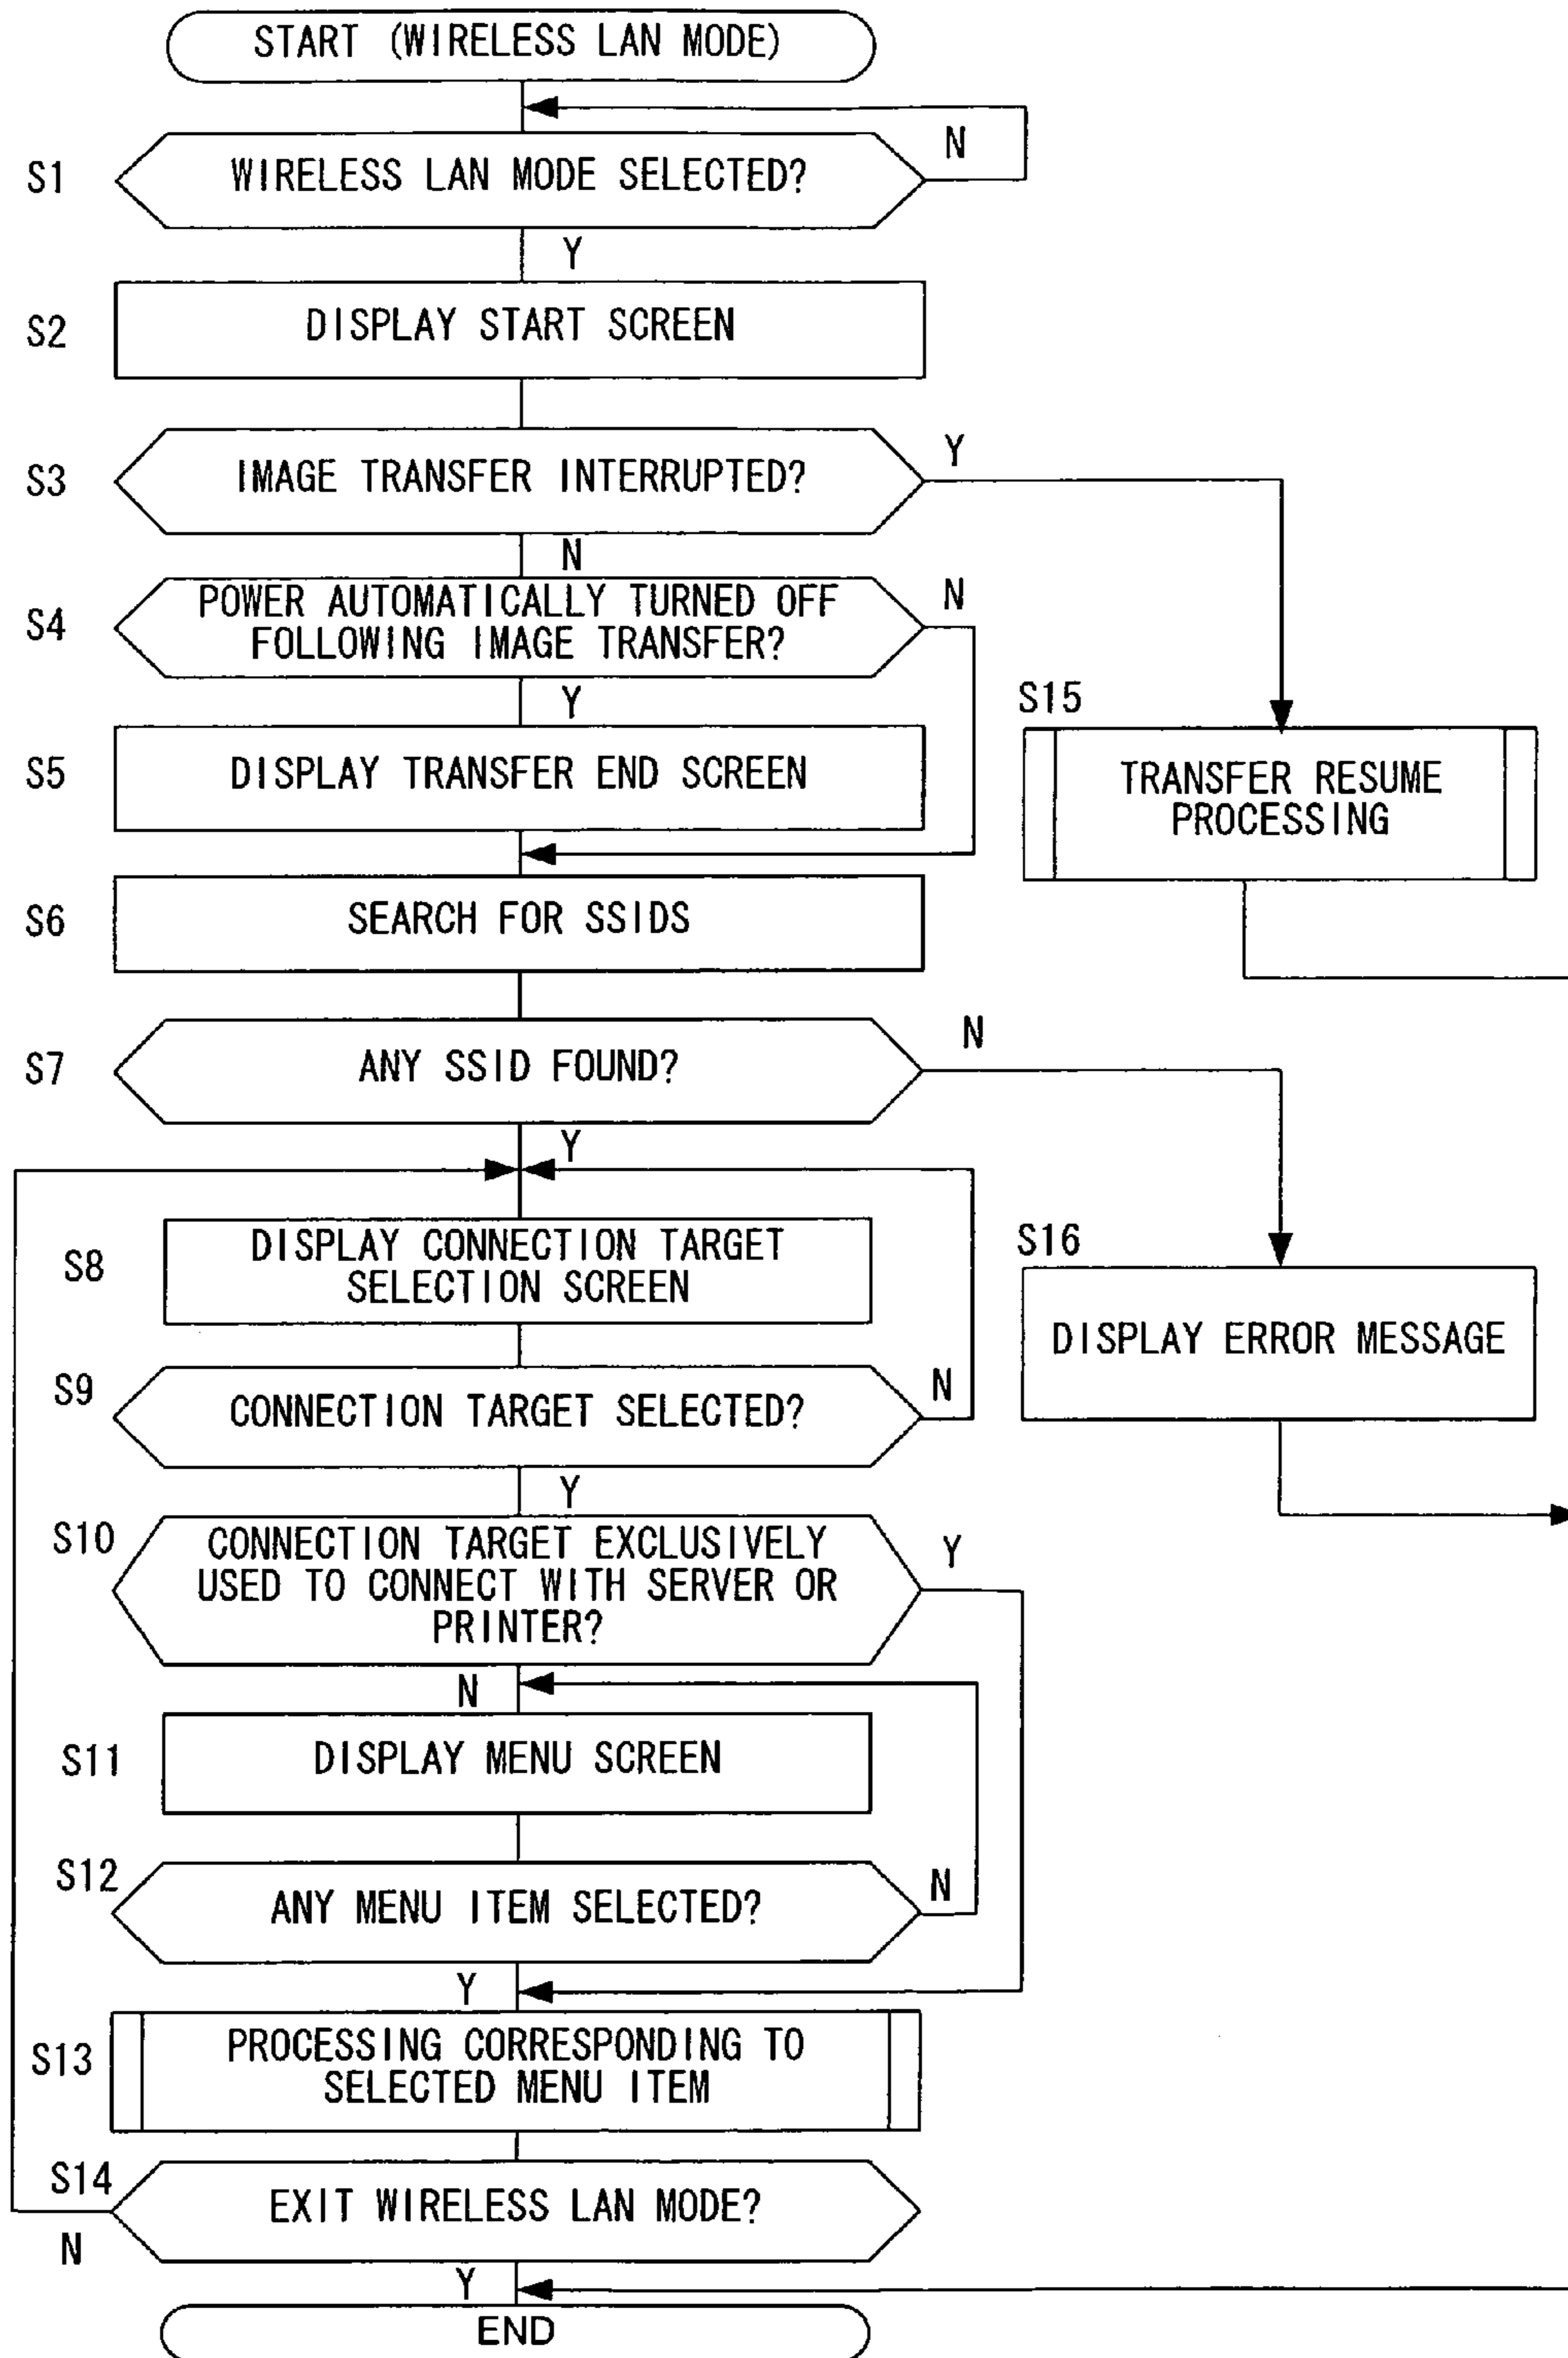 START (WIRELESS LAN MODE)
N
S1
WIRELESS LAN MODE SELECTED?
Y
S2
DISPLAY START SCREEN
Y
S3
IMAGE TRANSFER INTERRUPTED?
N
S4
POWER AUTOMATICALLY TURNED OFF
FOLLOWING IMAGE TRANSFER?
N
Y
S15
S5
DISPLAY TRANSFER END SCREEN
TRANSFER RESUME
PROCESSING
S6
SEARCH FOR SSIDS
N
S7
ANY SSID FOUND?
Y
S8
DISPLAY CONNECTION TARGET
SELECTION SCREEN
S16
DISPLAY ERROR MESSAGE
S9
CONNECTION TARGET SELECTED?
N
Y
S10
CONNECTION TARGET EXCLUSIVELY
USED TO CONNECT WITH SERVER OR
PRINTER?
Y
N
S11
DISPLAY MENU SCREEN
S12
ANY MENU ITEM SELECTED?
N
Y
S13
PROCESSING CORRESPONDING TO
SELECTED MENU ITEM
S14
EXIT WIRELESS LAN MODE?
N
Y
END